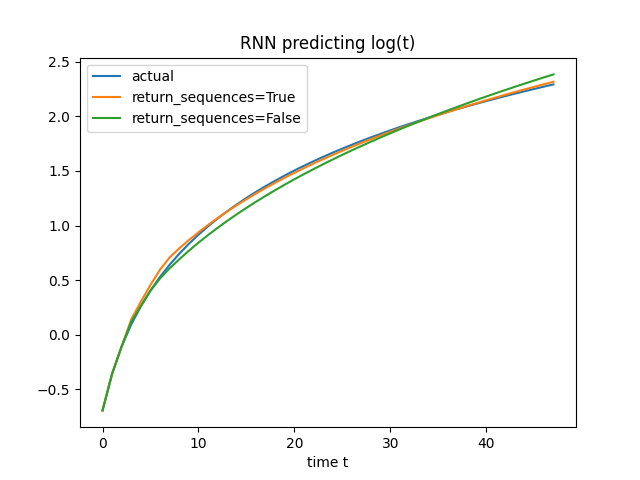 RNN predicting log(t)
actual
return_sequences=True
return_sequences=False
2.5
2.0
1.5
1.0
0.5
0.0
−0.5
0 10 20 30 40
time t